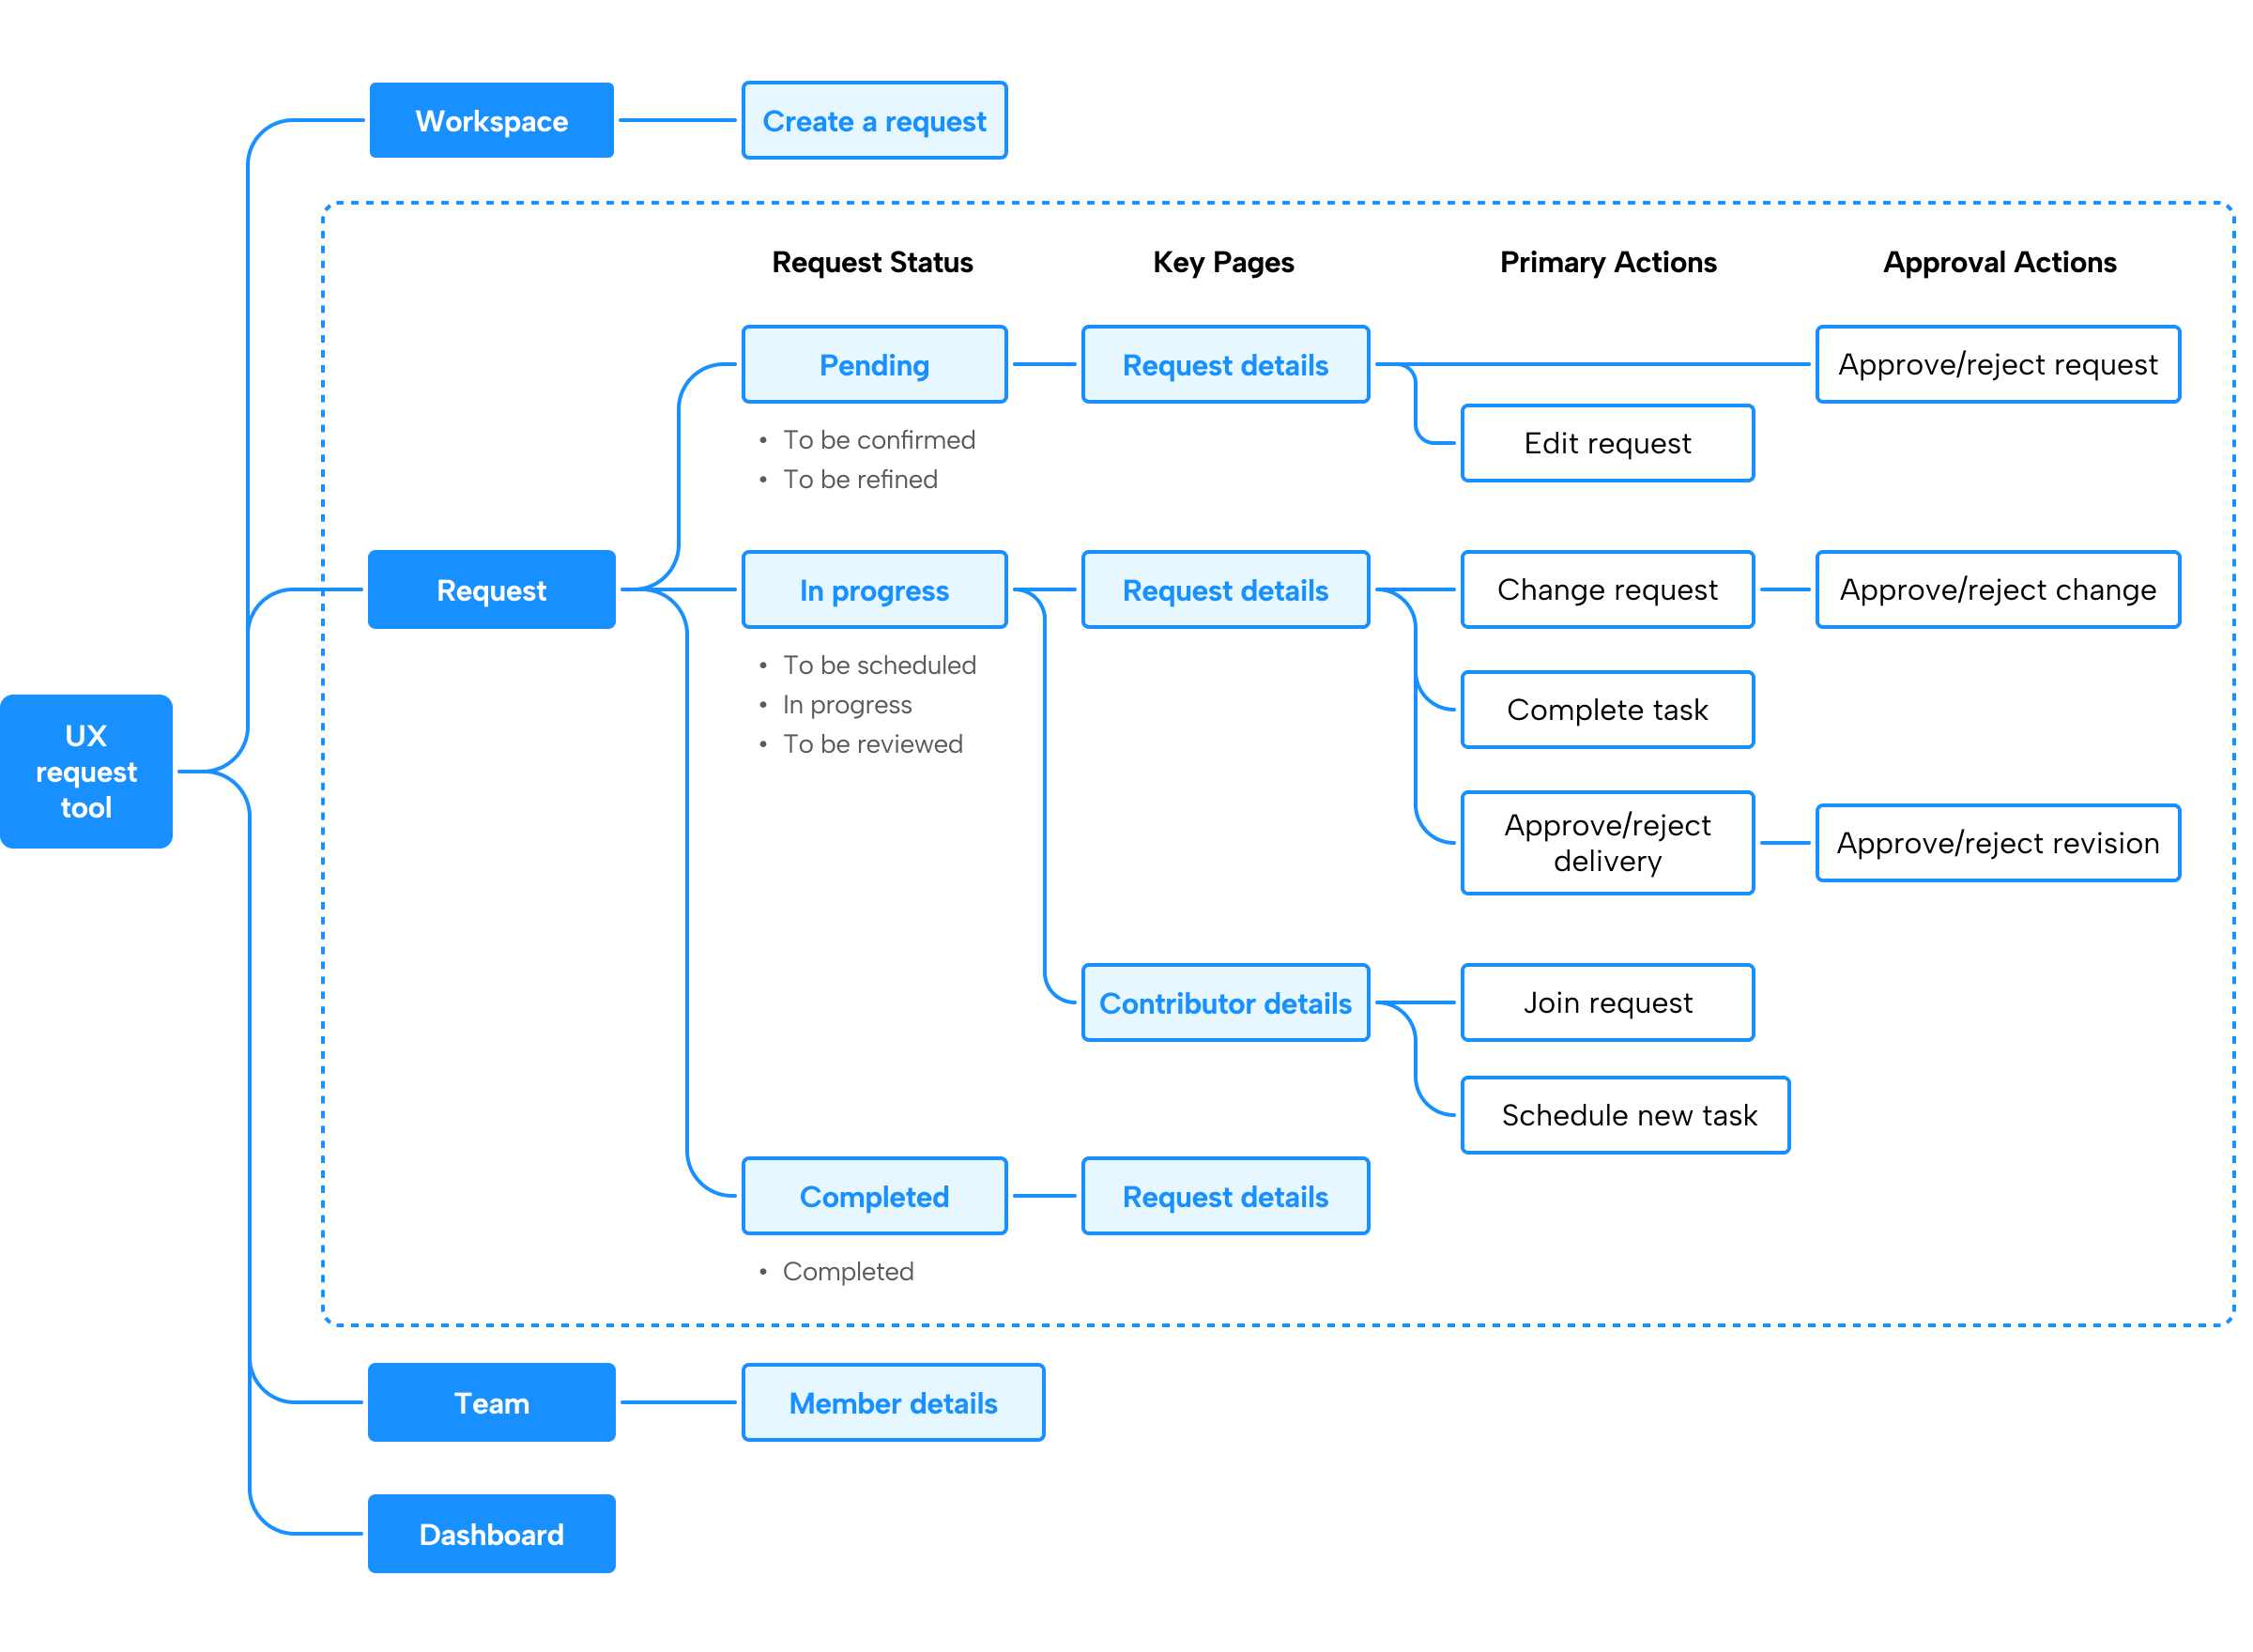 Workspace
Create a request
Request Status
Key Pages
Primary Actions
Approval Actions
Pending
Request details
Approve/reject request
Edit request
• To be confirmed
• To be refined
Request
In progress
Request details
Change request
Approve/reject change
• To be scheduled
• In progress
• To be reviewed
Complete task
UX
request
tool
Approve/reject
delivery
Approve/reject revision
Contributor details
Join request
Schedule new task
Completed
Request details
• Completed
Team
Member details
Dashboard